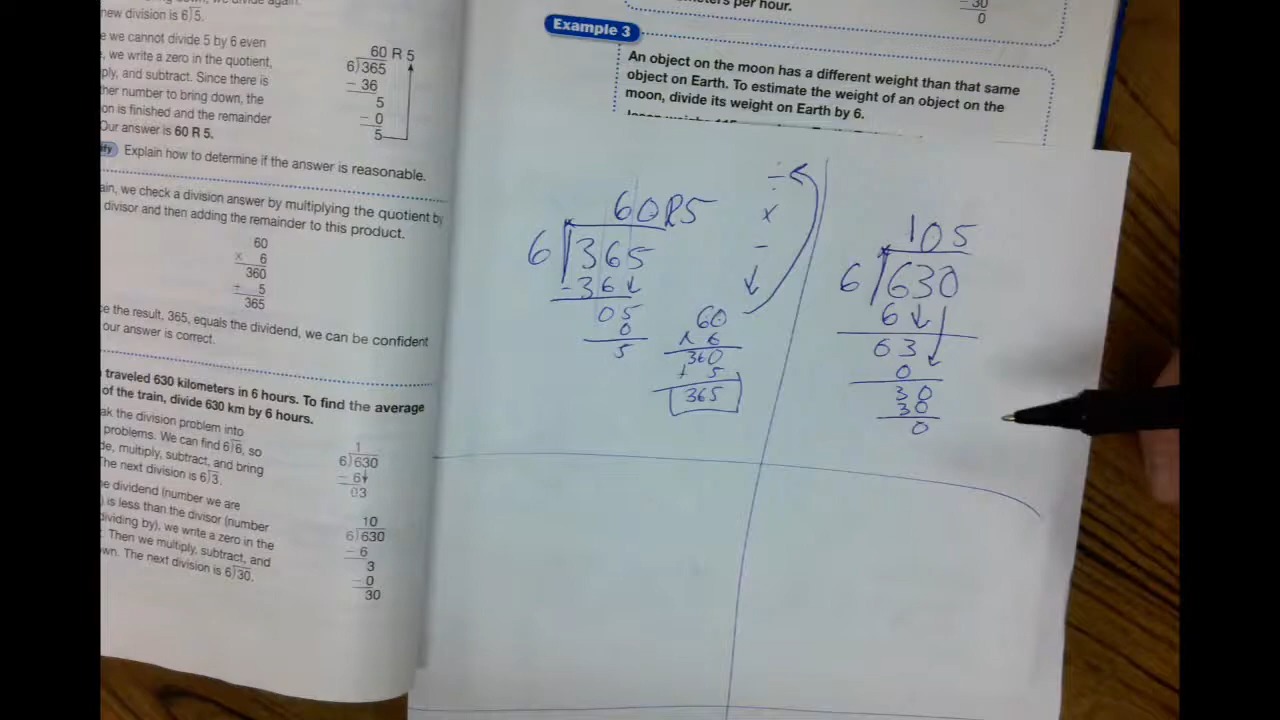 new division is 6)5.
e we cannot divide 5 by 6 even
, we write a zero in the quotient,
ply, and subtract. Since there is
her number to bring down, the
on is finished and the remainder
Our answer is 60 R 5.
60 R 5
6)365
− 36
5
− 0
5
Explain how to determine if the answer is reasonable.
ain, we check a division answer by multiplying the quotient by
divisor and then adding the remainder to this product.
60
× 6
360
+ 5
365
e the result, 365, equals the dividend, we can be confident
our answer is correct.
traveled 630 kilometers in 6 hours. To find the average
of the train, divide 630 km by 6 hours.
ak the division problem into
problems. We can find 6)6, so
de, multiply, subtract, and bring
The next division is 6)3.
1
6)630
− 6↓
03
e dividend (number we are
) is less than the divisor (number
dividing by), we write a zero in the
. Then we multiply, subtract, and
wn. The next division is 6)30.
10
6)630
− 6
3
− 0
30
per hour.
− 30
0
Example 3
An object on the moon has a different weight than that same
object on Earth. To estimate the weight of an object on the
moon, divide its weight on Earth by 6.
60R5
6)365
−36↓
05
0
5
÷
×
−
↓
60
× 6
360
+ 5
365
105
6)630
6↓
03
0
30
30
0